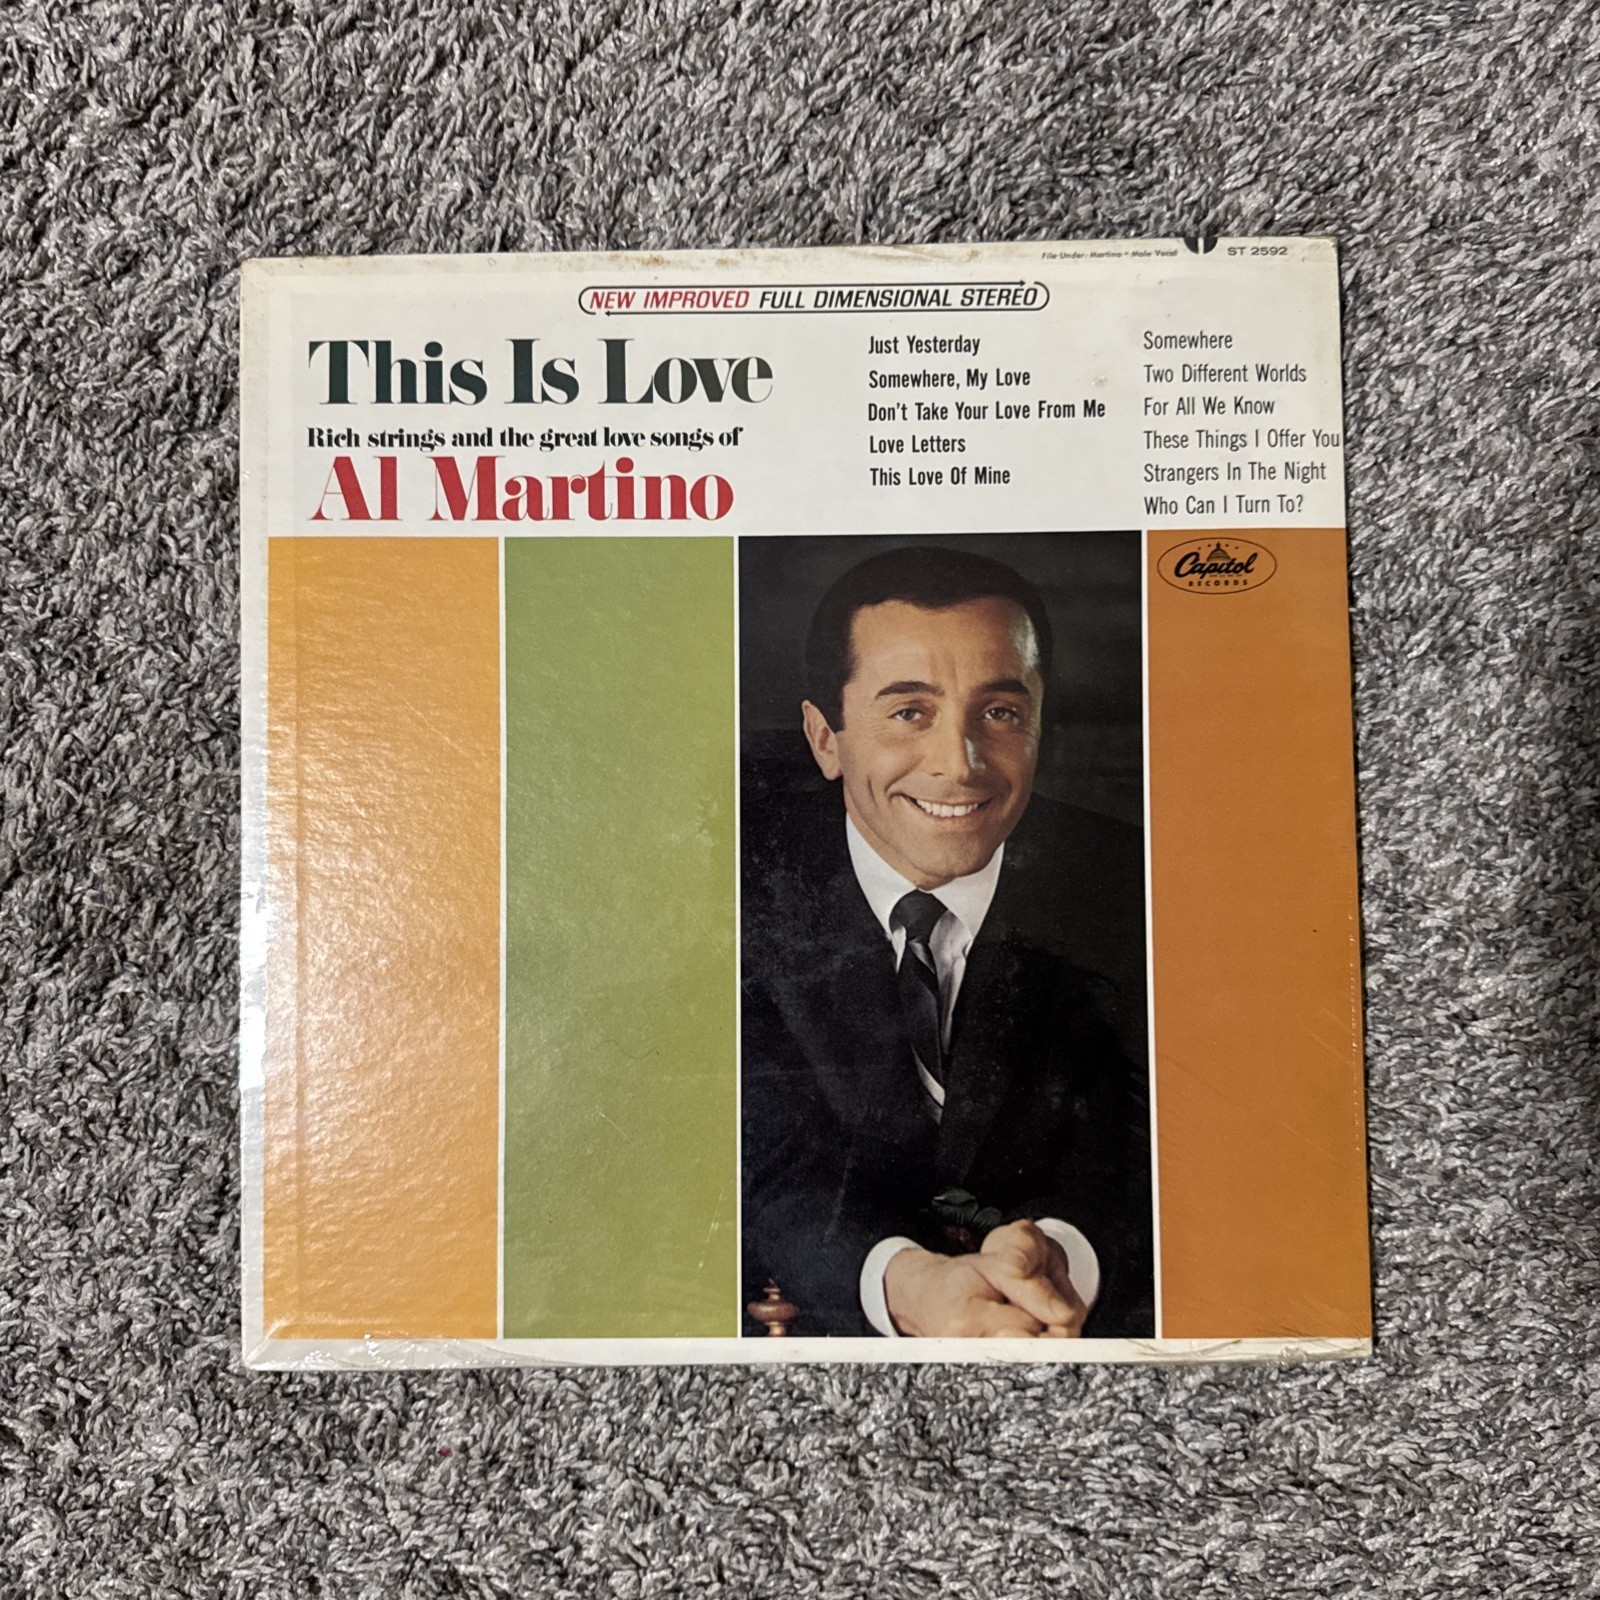 File Under: Martino - Male Vocal
ST 2592
NEW IMPROVED FULL DIMENSIONAL STEREO
This Is Love
Rich strings and the great love songs of
Al Martino
Just Yesterday
Somewhere, My Love
Don't Take Your Love From Me
Love Letters
This Love Of Mine
Somewhere
Two Different Worlds
For All We Know
These Things I Offer You
Strangers In The Night
Who Can I Turn To?
Capitol
RECORDS